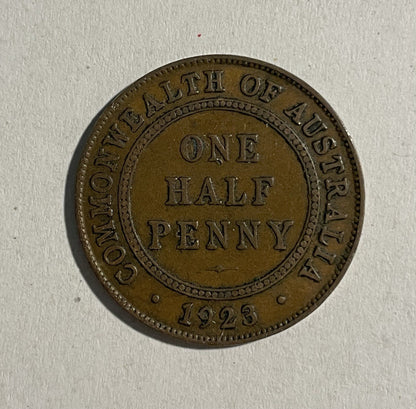 COMMONWEALTH OF AUSTRALIA
ONE
HALF
PENNY
· 1923 ·